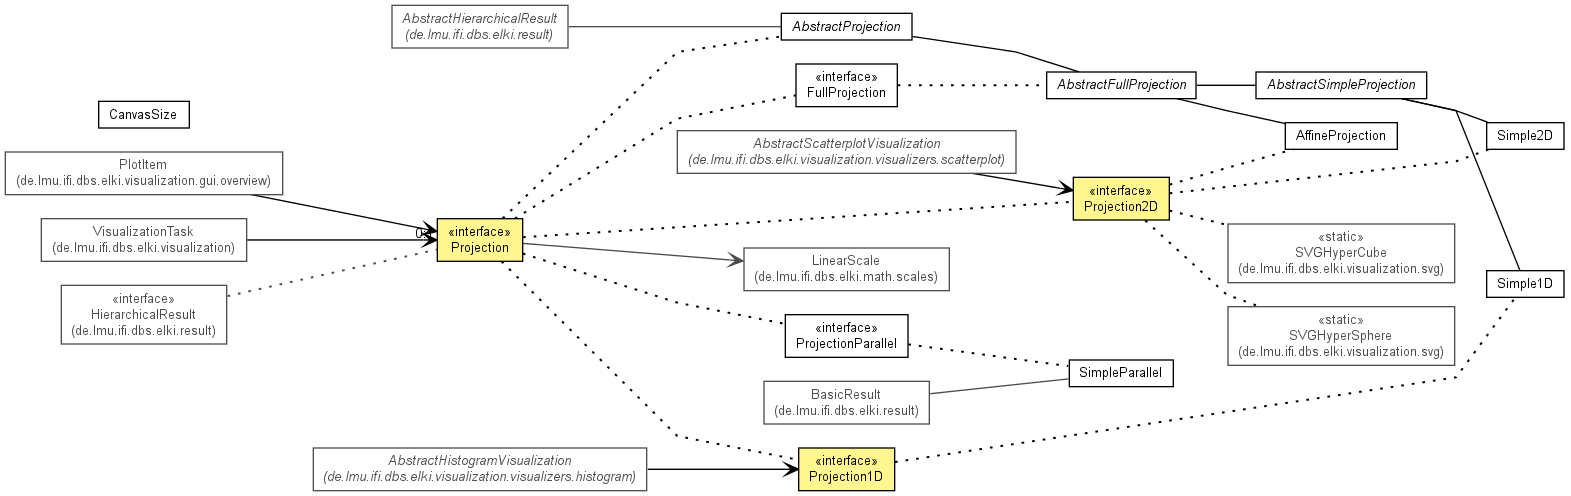 AbstractHierarchicalResult
(de.lmu.ifi.dbs.elki.result)
AbstractProjection
«interface»
FullProjection
AbstractFullProjection
AbstractSimpleProjection
CanvasSize
AffineProjection
Simple2D
AbstractScatterplotVisualization
(de.lmu.ifi.dbs.elki.visualization.visualizers.scatterplot)
PlotItem
(de.lmu.ifi.dbs.elki.visualization.gui.overview)
«interface»
Projection2D
VisualizationTask
(de.lmu.ifi.dbs.elki.visualization)
«interface»
Projection
«static»
SVGHyperCube
(de.lmu.ifi.dbs.elki.visualization.svg)
LinearScale
(de.lmu.ifi.dbs.elki.math.scales)
Simple1D
«interface»
HierarchicalResult
(de.lmu.ifi.dbs.elki.result)
«static»
SVGHyperSphere
(de.lmu.ifi.dbs.elki.visualization.svg)
«interface»
ProjectionParallel
SimpleParallel
BasicResult
(de.lmu.ifi.dbs.elki.result)
AbstractHistogramVisualization
(de.lmu.ifi.dbs.elki.visualization.visualizers.histogram)
«interface»
Projection1D